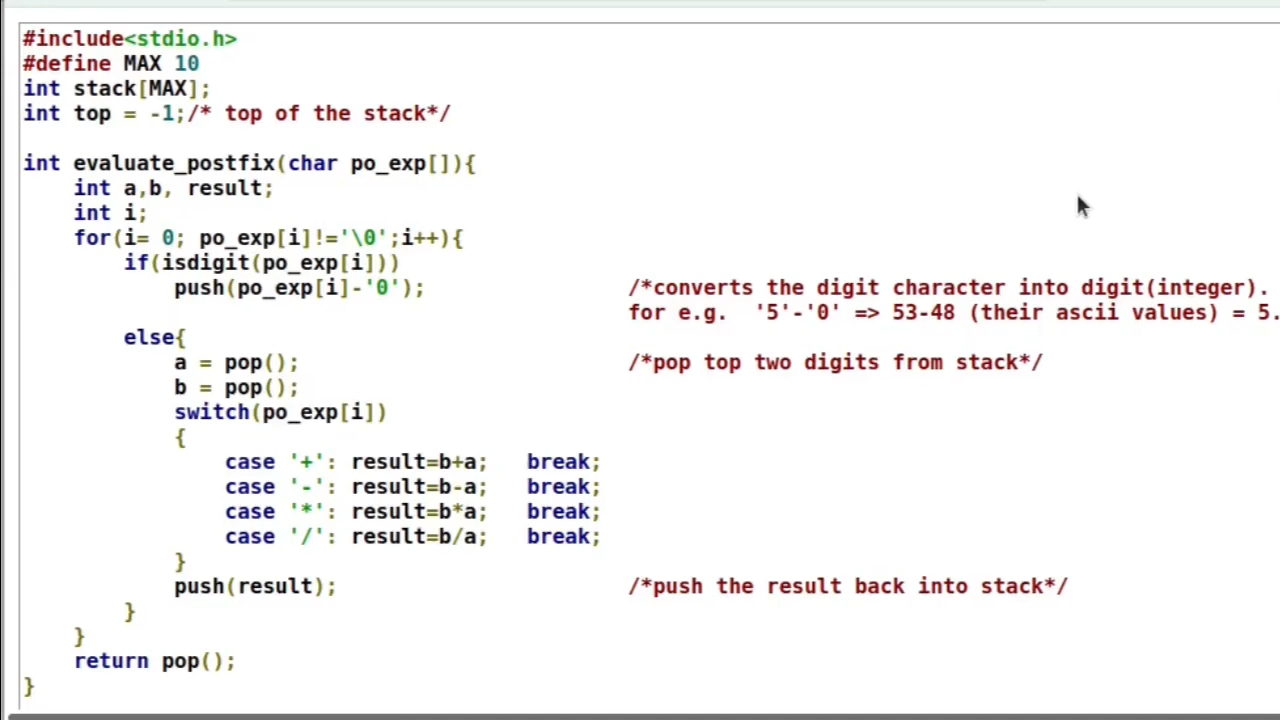 #include<stdio.h>
#define MAX 10
int stack[MAX];
int top = -1;/* top of the stack*/
int evaluate_postfix(char po_exp[]){
    int a,b, result;
    int i;
    for(i= 0; po_exp[i]!='\0';i++){
        if(isdigit(po_exp[i]))
            push(po_exp[i]-'0');                /*converts the digit character into digit(integer).
                                                for e.g.  '5'-'0' => 53-48 (their ascii values) = 5.
        else{
            a = pop();                          /*pop top two digits from stack*/
            b = pop();
            switch(po_exp[i])
            {
                case '+': result=b+a;   break;
                case '-': result=b-a;   break;
                case '*': result=b*a;   break;
                case '/': result=b/a;   break;
            }
            push(result);                       /*push the result back into stack*/
        }
    }
    return pop();
}